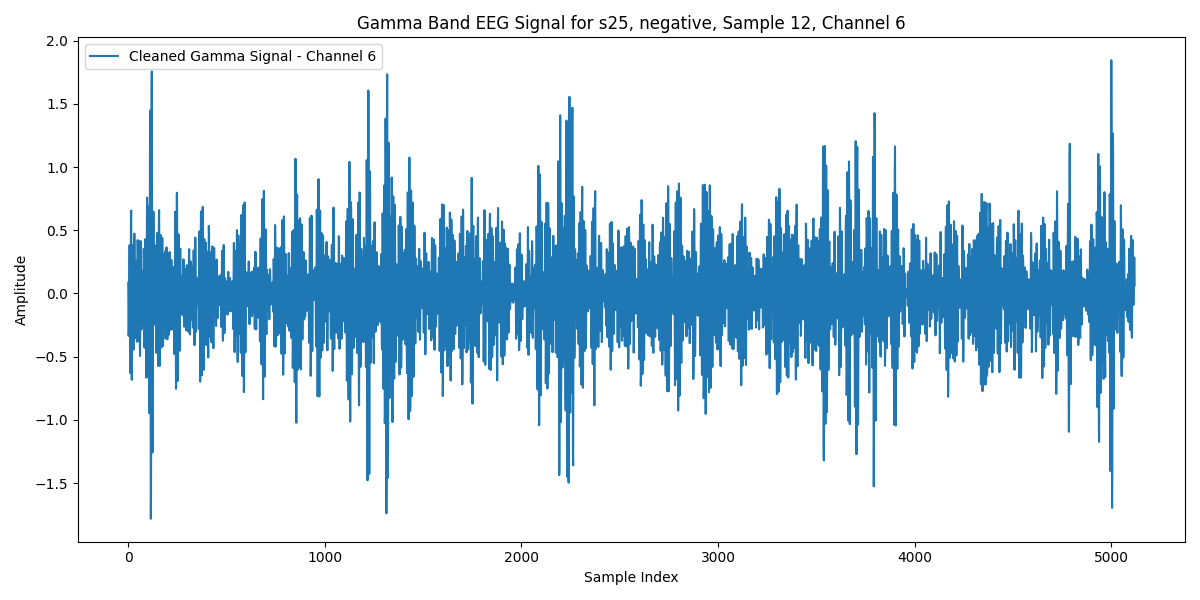 Gamma Band EEG Signal for s25, negative, Sample 12, Channel 6
Cleaned Gamma Signal - Channel 6
Amplitude
2.0
1.5
1.0
0.5
0.0
−0.5
−1.0
−1.5
0 1000 2000 3000 4000 5000
Sample Index